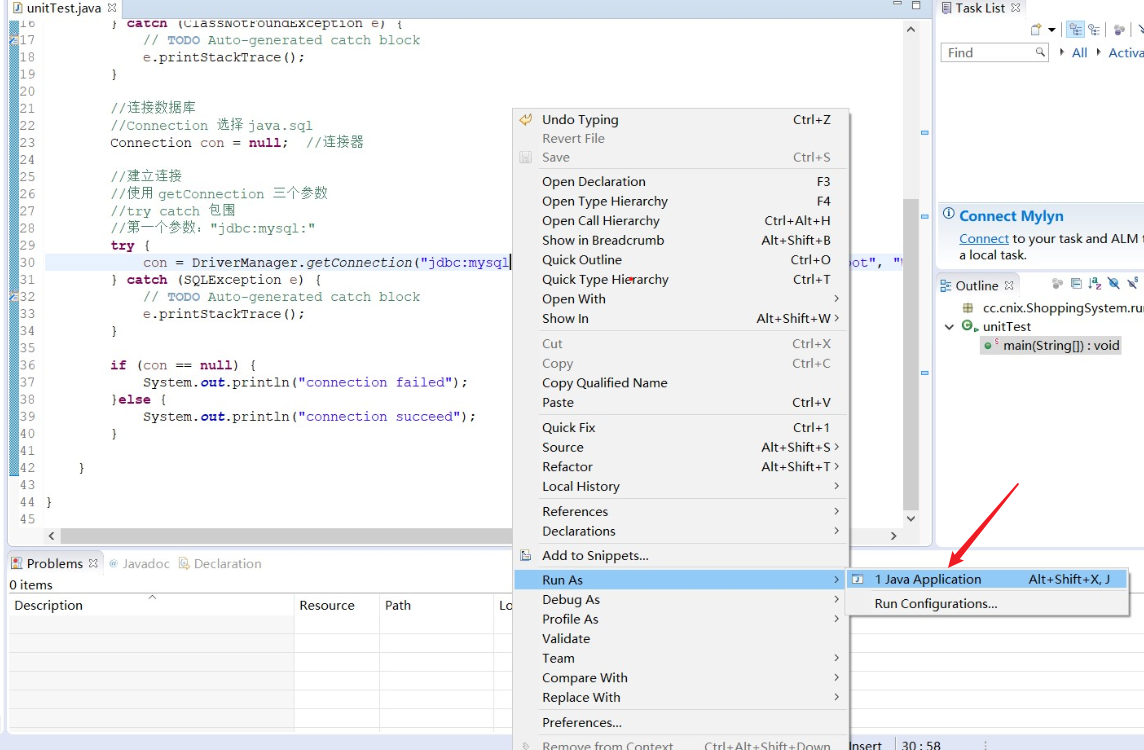 unitTest.java
16 } catch (ClassNotFoundException e) {
17 // TODO Auto-generated catch block
18 e.printStackTrace();
19 }
20
21 //连接数据库
22 //Connection 选择 java.sql
23 Connection con = null; //连接器
24
25 //建立连接
26 //使用 getConnection 三个参数
27 //try catch 包围
28 //第一个参数："jdbc:mysql:"
29 try {
30 con = DriverManager.getConnection("jdbc:mysql
31 } catch (SQLException e) {
32 // TODO Auto-generated catch block
33 e.printStackTrace();
34 }
35
36 if (con == null) {
37 System.out.println("connection failed");
38 }else {
39 System.out.println("connection succeed");
40 }
41
42 }
43
44 }
45
Undo Typing Ctrl+Z
Revert File
Save Ctrl+S
Open Declaration F3
Open Type Hierarchy F4
Open Call Hierarchy Ctrl+Alt+H
Show in Breadcrumb Alt+Shift+B
Quick Outline Ctrl+O
Quick Type Hierarchy Ctrl+T
Open With
Show In Alt+Shift+W
Cut Ctrl+X
Copy Ctrl+C
Copy Qualified Name
Paste Ctrl+V
Quick Fix Ctrl+1
Source Alt+Shift+S
Refactor Alt+Shift+T
Local History
References
Declarations
Add to Snippets...
Run As
Debug As
Profile As
Validate
Team
Compare With
Replace With
Preferences...
Remove from Context Ctrl+Alt+Shift+Down
1 Java Application Alt+Shift+X, J
Run Configurations...
Task List
Find
All
Activa
Connect Mylyn
Connect to your task and ALM t
a local task.
Outline
cc.cnix.ShoppingSystem.ru
unitTest
main(String[]) : void
Problems Javadoc Declaration
0 items
Description Resource Path Lo
Insert 30 : 58